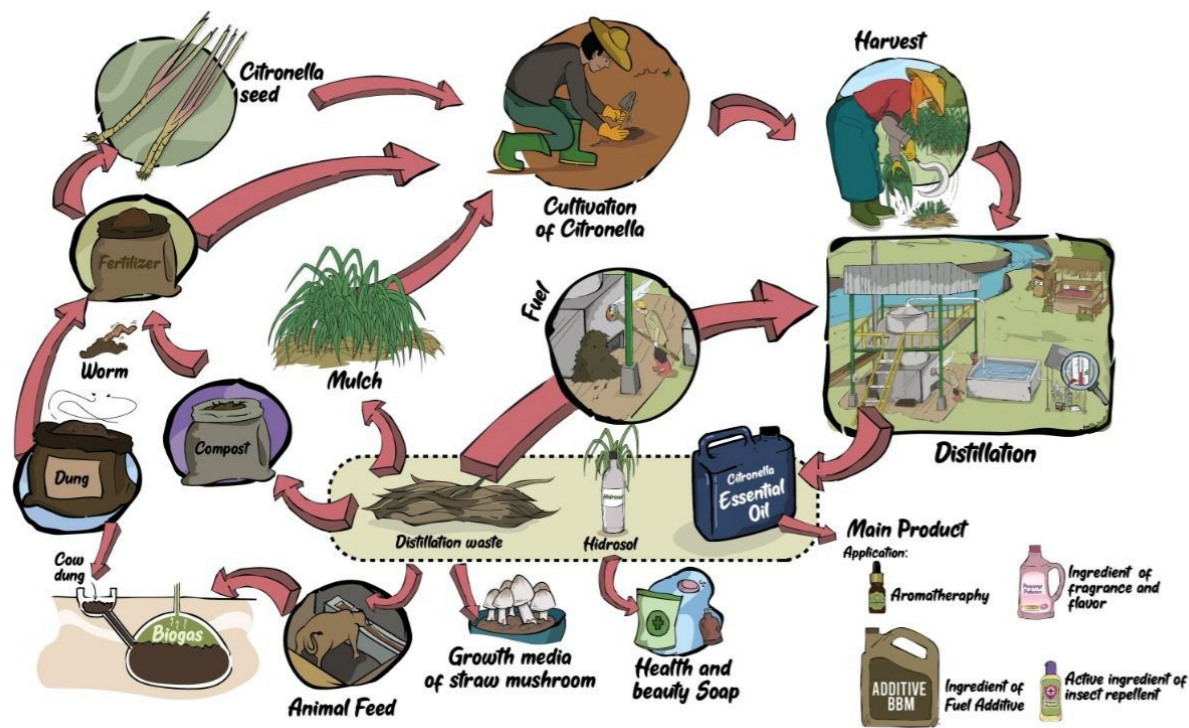 Citronella
seed
Harvest
Cultivation
of Citronella
Fertilizer
Fuel
Worm
Mulch
Compost
Dung
Distillation
Citronella
Essential
Oil
Hidrosol
Distillation waste
Hidrosol
Main Product
Application:
Aromatheraphy
Ingredient of
fragrance and
flavor
Cow
dung
Biogas
Animal Feed
Growth media
of straw mushroom
Health and
beauty Soap
ADDITIVE
BBM
Ingredient of
Fuel Additive
Active ingredient of
insect repellent